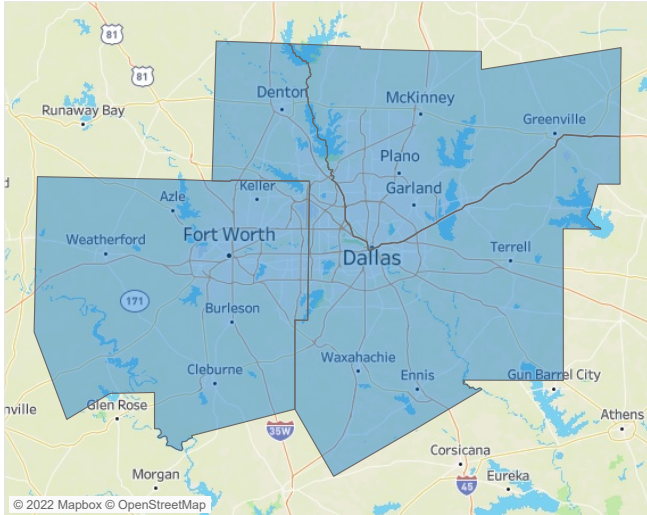 81
81
Denton
McKinney
Runaway Bay
Greenville
d
Plano
Keller
Garland
Azle
Weatherford
Fort Worth
Dallas
Terrell
171
Burleson
Waxahachie
Cleburne
Ennis
Gun Barrel City
nville
Glen Rose
Athens
35W
Corsicana
Morgan
Eureka
45
© 2022 Mapbox © OpenStreetMap